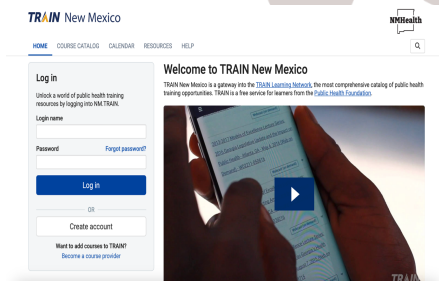 TRAIN New Mexico
NMHealth
HOME COURSE CATALOG CALENDAR RESOURCES HELP
Log in
Unlock a world of public health training
resources by logging into NM.TRAIN.
Login name
Password Forgot password?
Log in
OR
Create account
Want to add courses to TRAIN?
Become a course provider
Welcome to TRAIN New Mexico
TRAIN New Mexico is a gateway into the TRAIN Learning Network, the most comprehensive catalog of public health
training opportunities. TRAIN is a free service for learners from the Public Health Foundation.
TRAIN